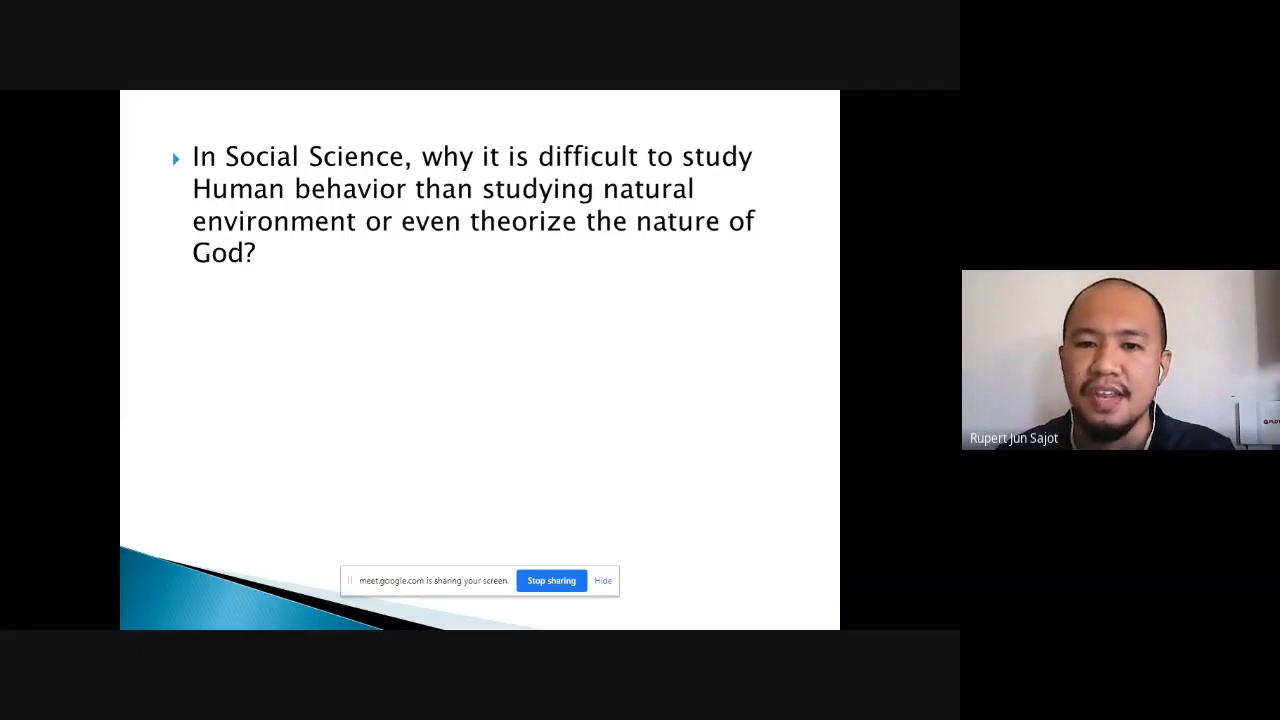 In Social Science, why it is difficult to study
Human behavior than studying natural
environment or even theorize the nature of
God?
meet.google.com is sharing your screen.
Stop sharing
Hide
Rupert Jun Sajot